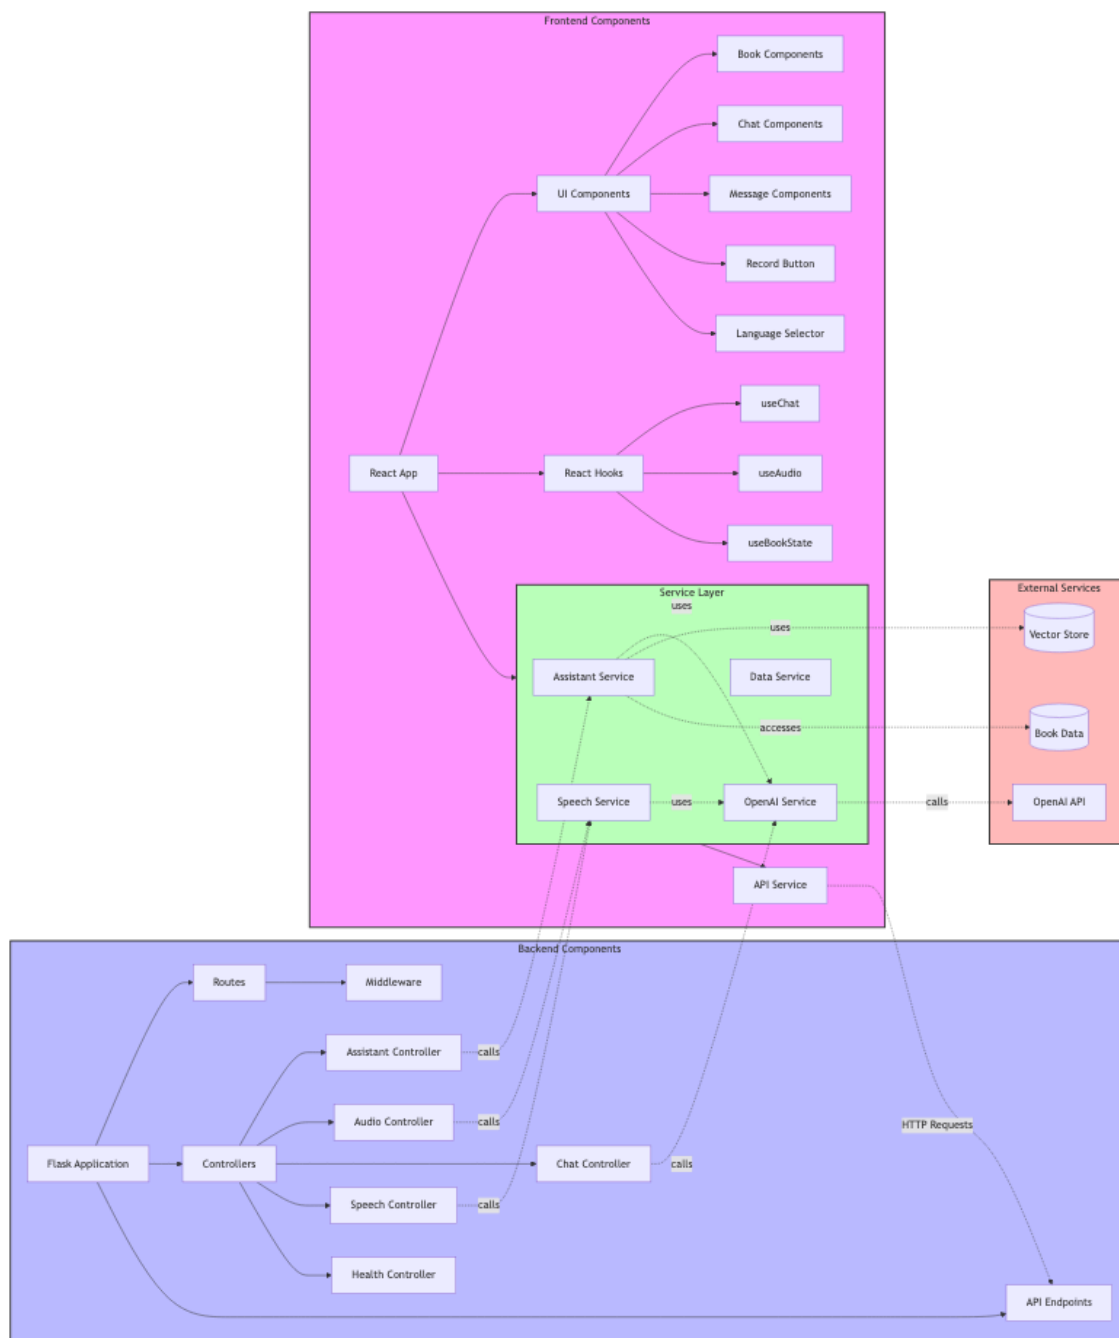 Frontend Components
Book Components
Chat Components
UI Components
Message Components
Record Button
Language Selector
useChat
React App
React Hooks
useAudio
useBookState
Service Layer
uses
uses
Assistant Service
Data Service
accesses
Speech Service
uses
OpenAI Service
calls
API Service
External Services
Vector Store
Book Data
OpenAI API
Backend Components
Routes
Middleware
Assistant Controller
calls
Audio Controller
calls
HTTP Requests
Flask Application
Controllers
Chat Controller
calls
Speech Controller
calls
Health Controller
API Endpoints